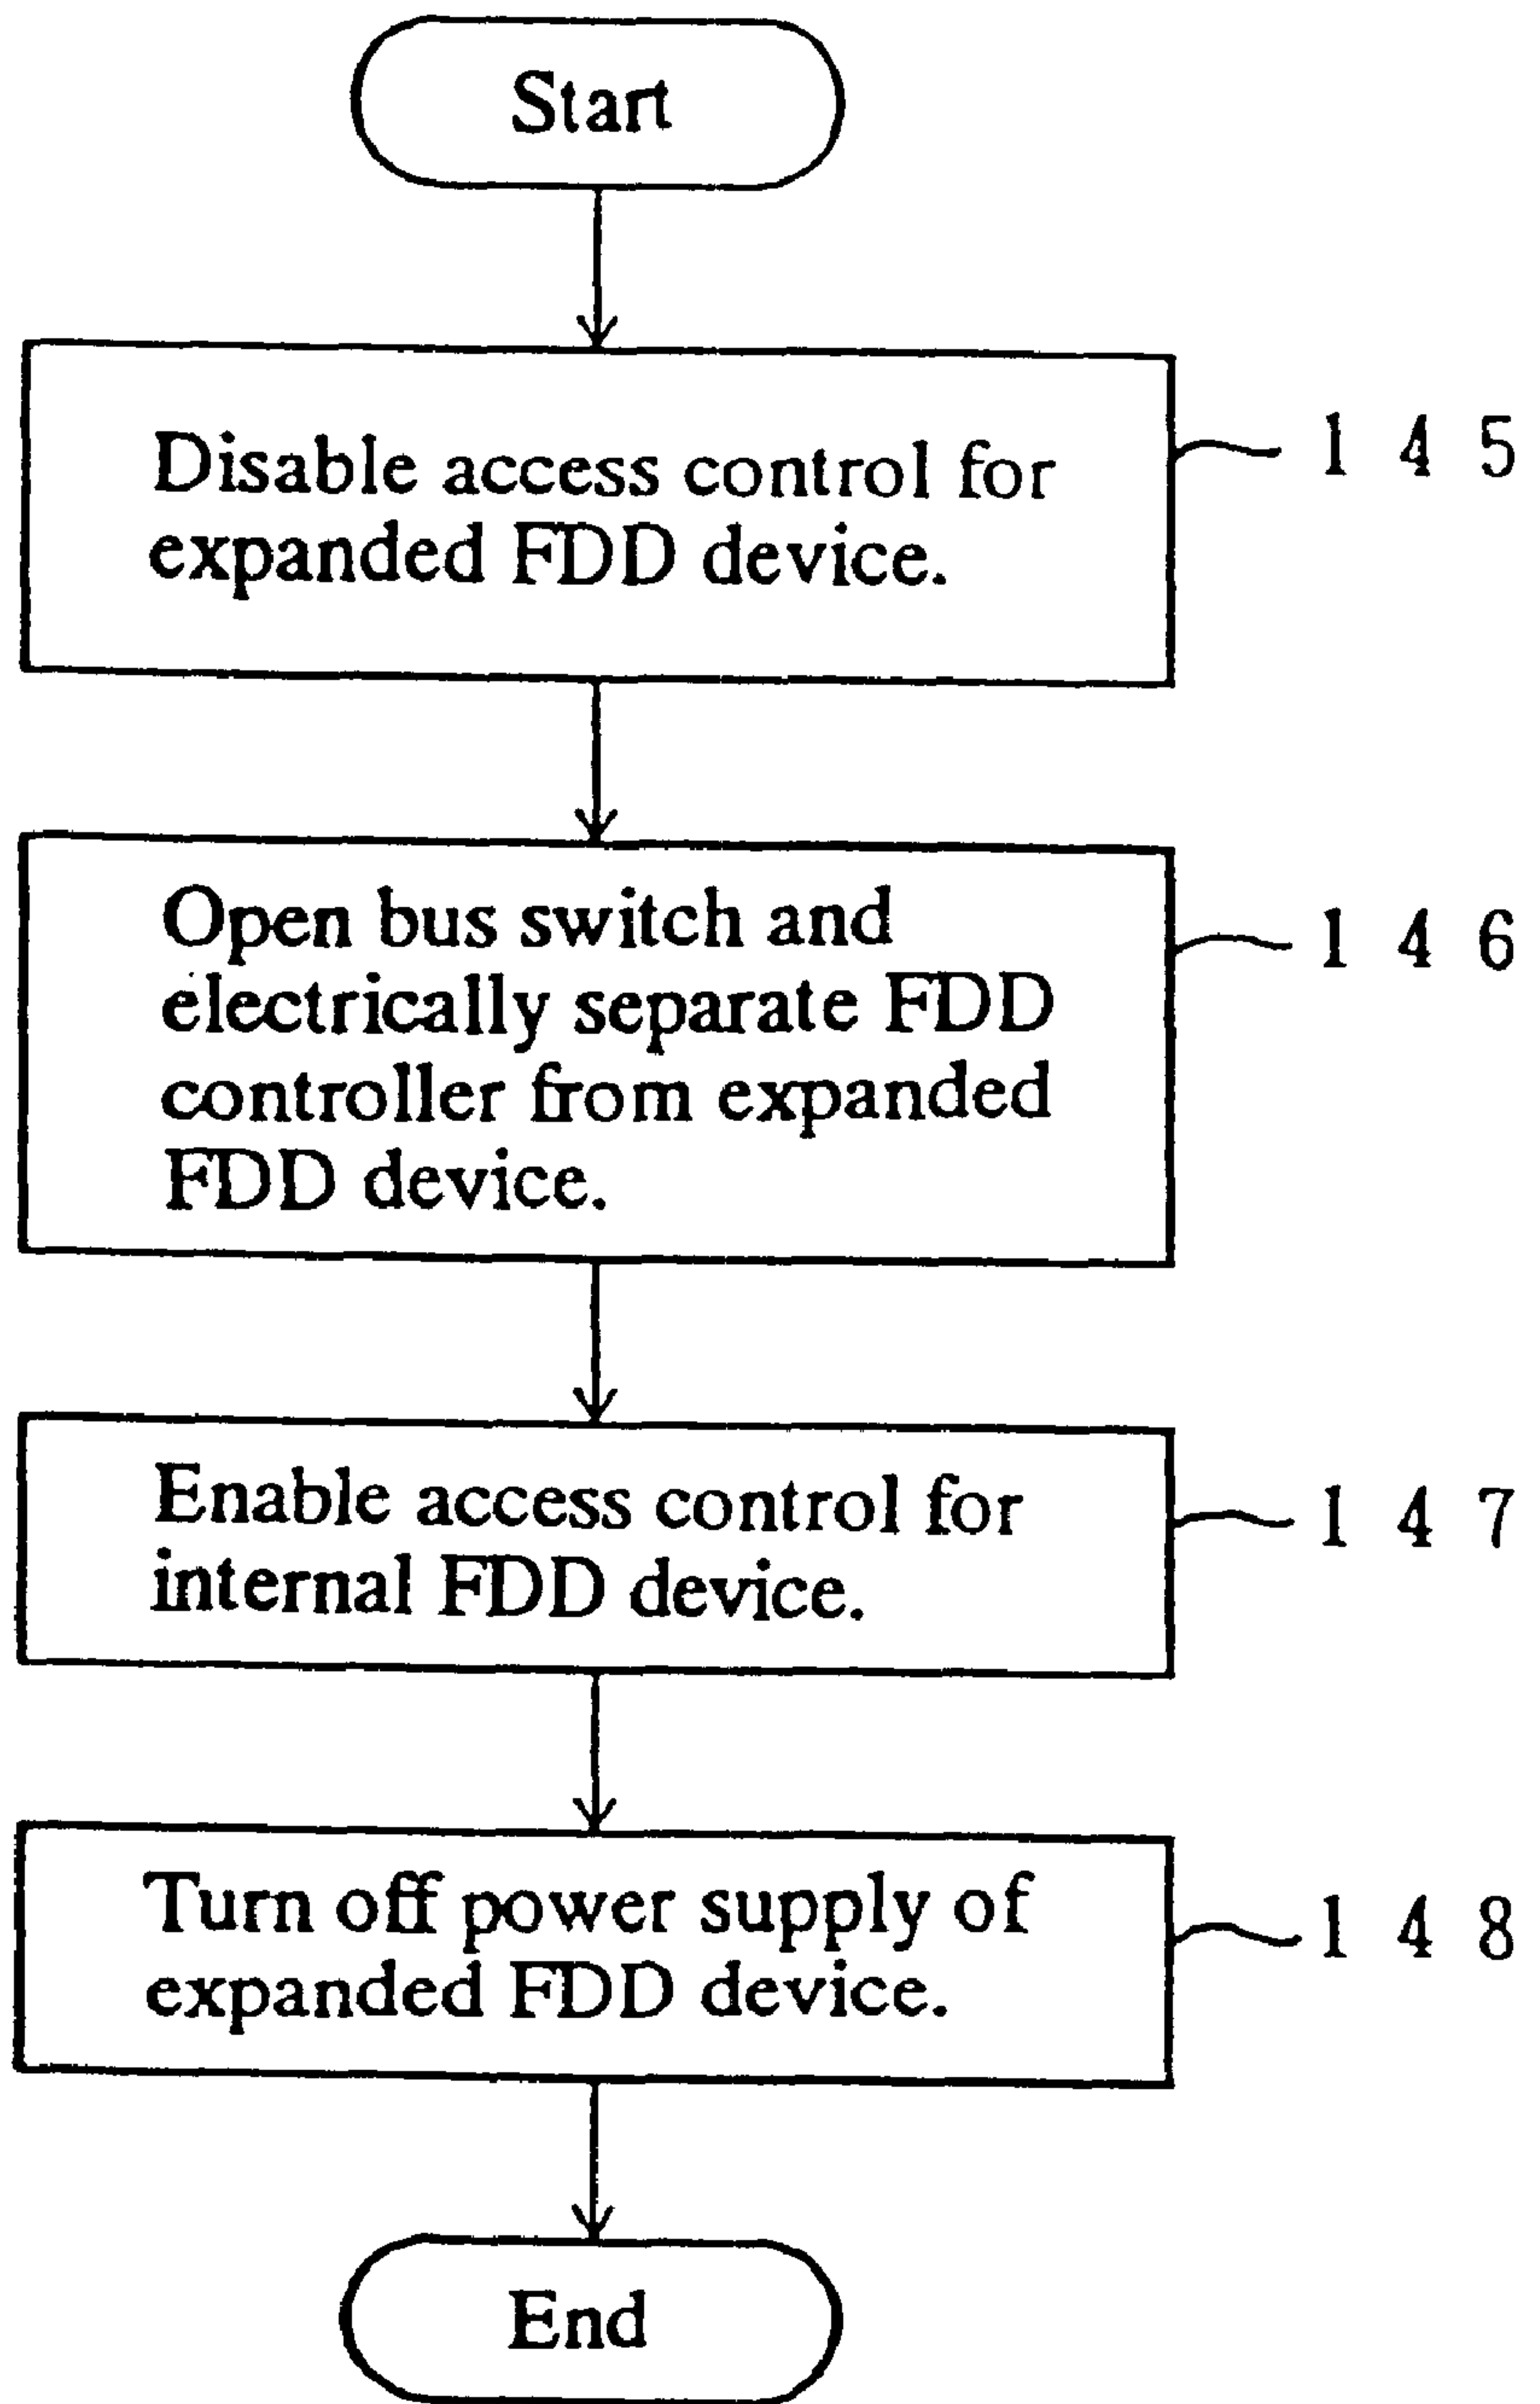 Start
Disable access control for
expanded FDD device.
1 4 5
Open bus switch and
electrically separate FDD
controller from expanded
FDD device.
1 4 6
Enable access control for
internal FDD device.
1 4 7
Turn off power supply of
expanded FDD device.
1 4 8
End